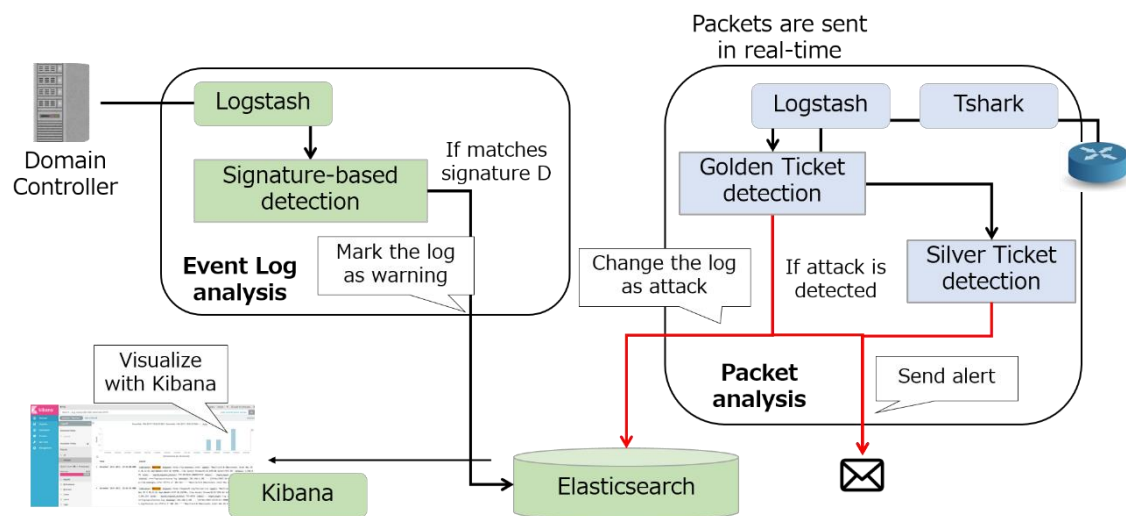 Packets are sent
in real-time
Domain
Controller
Logstash
Signature-based
detection
If matches
signature D
Mark the log
as warning
Event Log
analysis
Logstash
Tshark
Golden Ticket
detection
Silver Ticket
detection
Change the log
as attack
If attack is
detected
Packet
analysis
Send alert
Visualize
with Kibana
kibana
Kibana
Elasticsearch